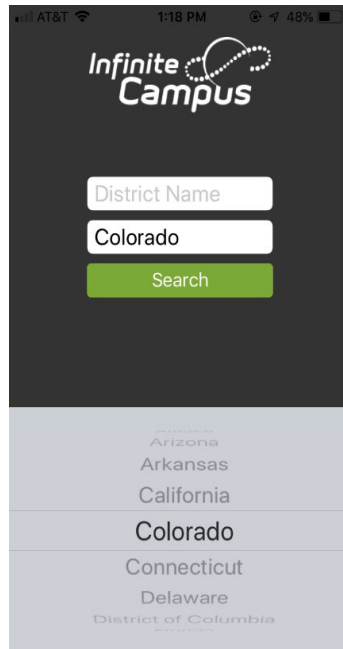 AT&T 1:18 PM 48%
Infinite
Campus
District Name
Colorado
Search
Arizona
Arkansas
California
Colorado
Connecticut
Delaware
District of Columbia